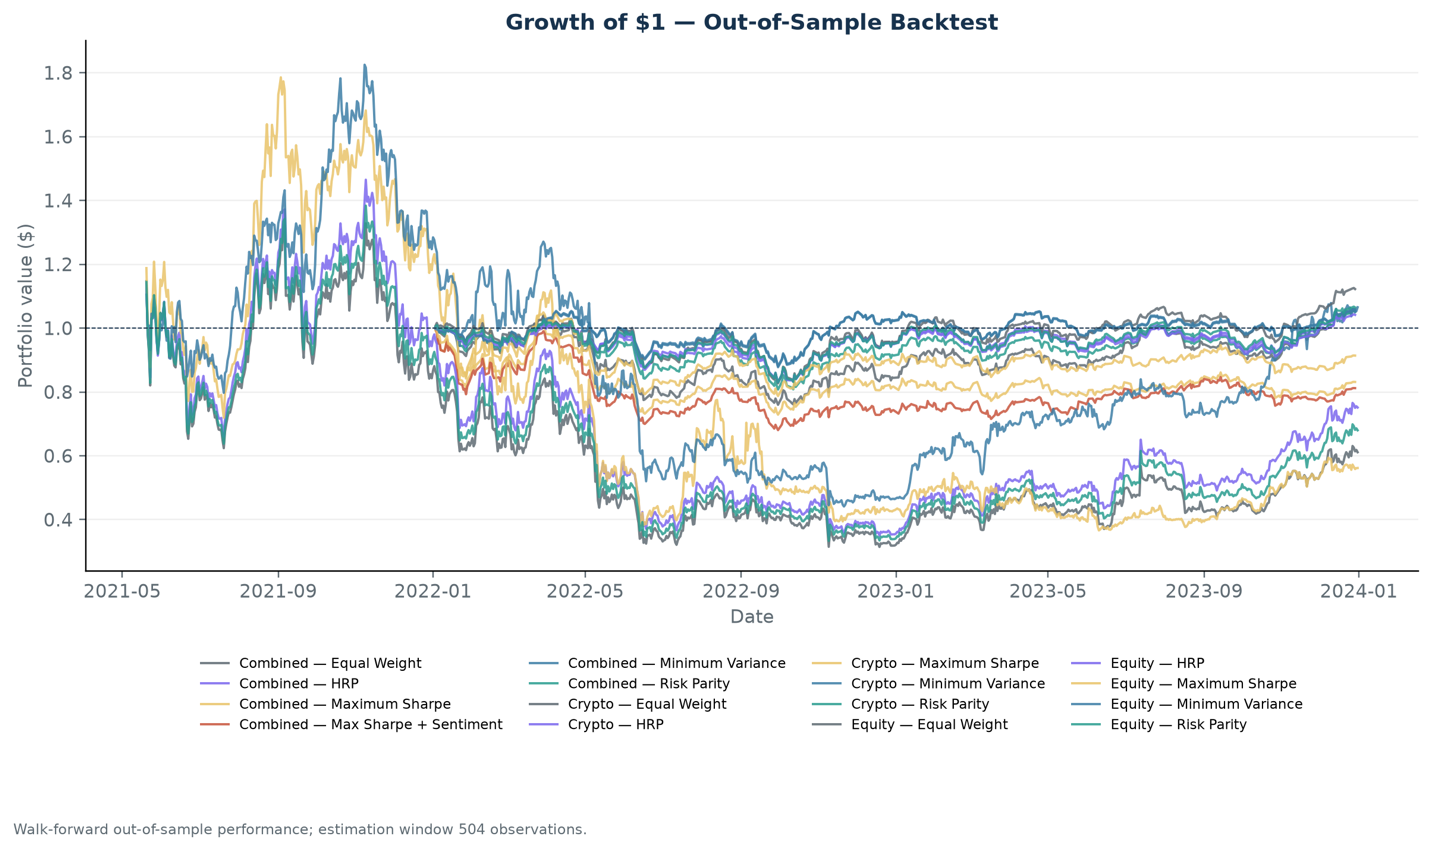 Growth of $1 — Out-of-Sample Backtest
Portfolio value ($)
1.8
1.6
1.4
1.2
1.0
0.8
0.6
0.4
2021-05 2021-09 2022-01 2022-05 2022-09 2023-01 2023-05 2023-09 2024-01
Date
Combined — Equal Weight Combined — Minimum Variance Crypto — Maximum Sharpe Equity — HRP
Combined — HRP Combined — Risk Parity Crypto — Minimum Variance Equity — Maximum Sharpe
Combined — Maximum Sharpe Crypto — Equal Weight Crypto — Risk Parity Equity — Minimum Variance
Combined — Max Sharpe + Sentiment Crypto — HRP Equity — Equal Weight Equity — Risk Parity
Walk-forward out-of-sample performance; estimation window 504 observations.